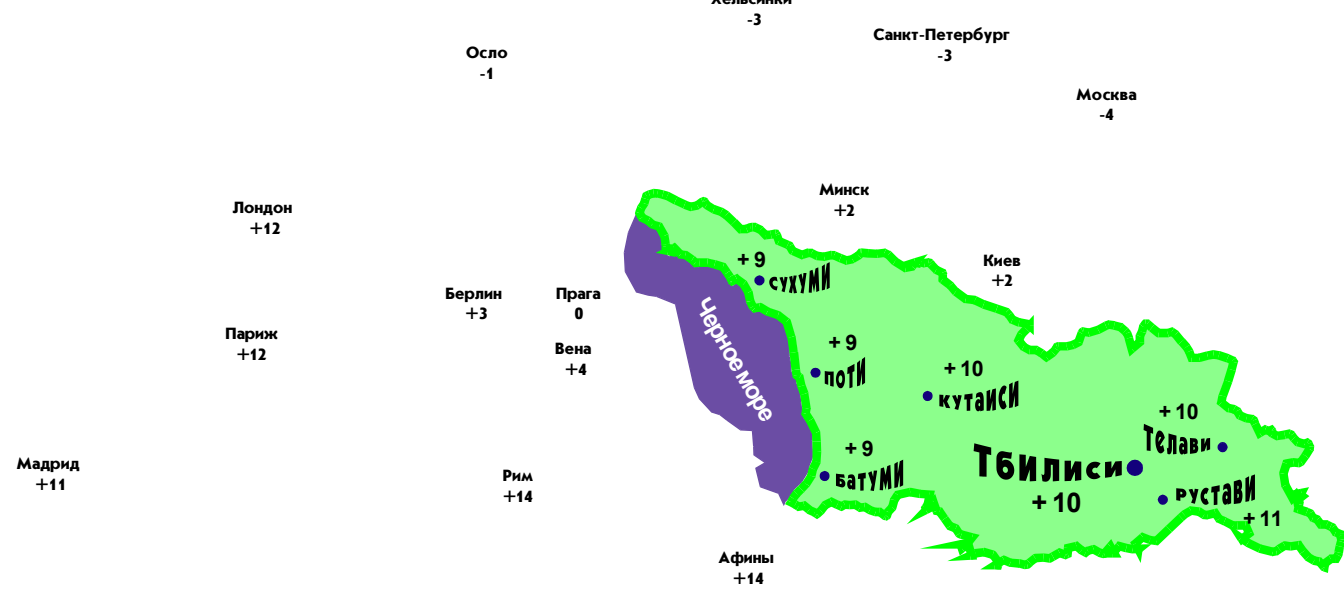 Хельсинки
-3
Санкт-Петербург
-3
Осло
-1
Москва
-4
Минск
+2
Лондон
+12
Киев
+2
+ 9
СУХУМИ
Берлин
+3
Прага
0
Черное море
Париж
+12
Вена
+4
+ 9
ПОТИ
+ 10
КУТАИСИ
+ 10
Телави
Тбилиси
+ 10
+ 9
БАТУМИ
РУСТАВИ
+ 11
Мадрид
+11
Рим
+14
Афины
+14